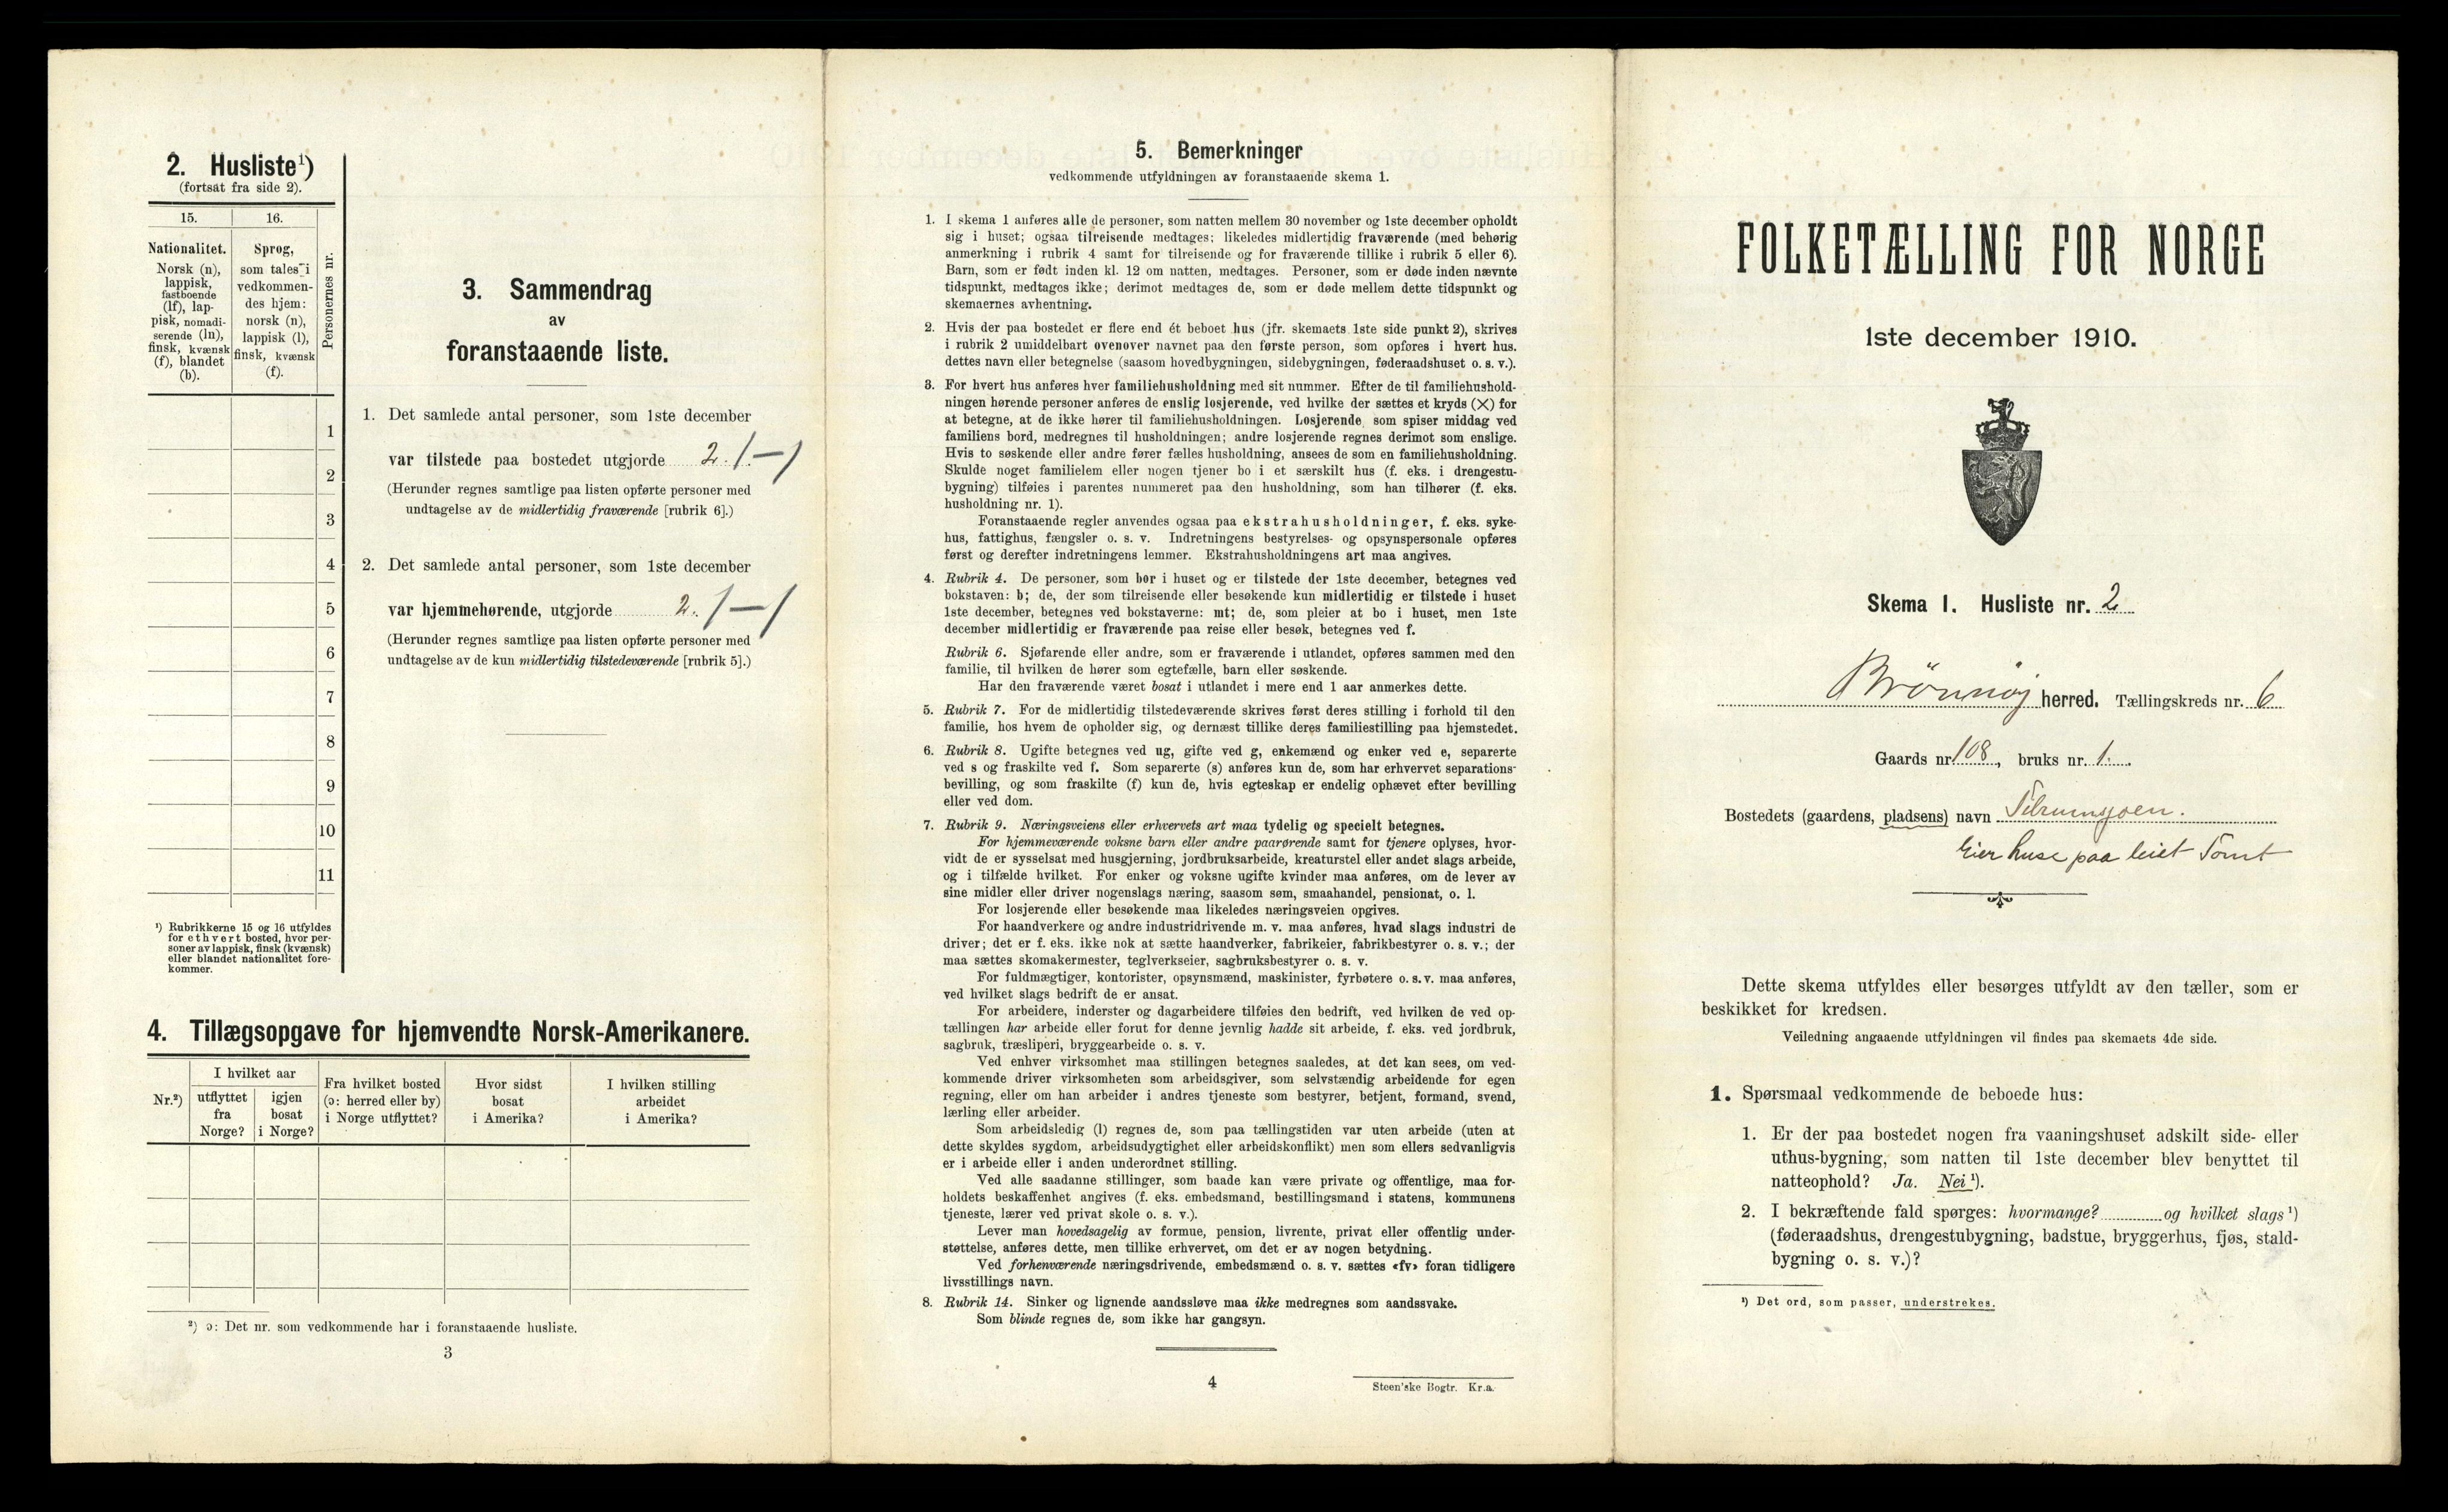 2. Husliste¹)
(fortsat fra side 2).
15.
16.
Personernes nr.
Nationalitet.
Norsk (n),
lappisk,
fastboende
(lf), lap-
pisk, nomadi-
serende (ln),
finsk, kvænsk
(f), blandet
(b).
Sprog,
som tales i
vedkommen-
des hjem:
norsk (n),
lappisk (l),
finsk, kvænsk
(f).
1
2
3
4
5
6
7
8
9
10
11
¹) Rubrikkerne 15 og 16 utfyldes
for ethvert bosted, hvor per-
soner av lappisk, finsk (kvænsk)
eller blandet nationalitet fore-
kommer.
3. Sammendrag
av
foranstaaende liste.
1. Det samlede antal personer, som 1ste december
var tilstede paa bostedet utgjorde 2. 1—1
(Herunder regnes samtlige paa listen opførte personer med
undtagelse av de midlertidig fraværende [rubrik 6].)
2. Det samlede antal personer, som 1ste december
var hjemmehørende, utgjorde 2. 1—1
(Herunder regnes samtlige paa listen opførte personer med
undtagelse av de kun midlertidig tilstedeværende [rubrik 5].)
4. Tillægsopgave for hjemvendte Norsk-Amerikanere.
Nr.²)
I hvilket aar
utflyttet
fra
Norge?
igjen
bosat
i Norge?
Fra hvilket bosted
(ɔ: herred eller by)
i Norge utflyttet?
Hvor sidst
bosat
i Amerika?
I hvilken stilling
arbeidet
i Amerika?
²) ɔ: Det nr. som vedkommende har i foranstaaende husliste.
3
5. Bemerkninger
vedkommende utfyldningen av foranstaaende skema 1.
1. I skema 1 anføres alle de personer, som natten mellem 30 november og 1ste december opholdt
sig i huset; ogsaa tilreisende medtages; likeledes midlertidig fraværende (med behørig
anmerkning i rubrik 4 samt for tilreisende og for fraværende tillike i rubrik 5 eller 6).
Barn, som er født inden kl. 12 om natten, medtages. Personer, som er døde inden nævnte
tidspunkt, medtages ikke; derimot medtages de, som er døde mellem dette tidspunkt og
skemaernes avhentning.
2. Hvis der paa bostedet er flere end ét beboet hus (jfr. skemaets 1ste side punkt 2), skrives
i rubrik 2 umiddelbart ovenover navnet paa den første person, som opføres i hvert hus.
dettes navn eller betegnelse (saasom hovedbygningen, sidebygningen, føderaadshuset o. s. v.).
3. For hvert hus anføres hver familiehusholdning med sit nummer. Efter de til familiehushold-
ningen hørende personer anføres de enslig losjerende, ved hvilke der sættes et kryds (×) for
at betegne, at de ikke hører til familiehusholdningen. Losjerende som spiser middag ved
familiens bord, medregnes til husholdningen; andre losjerende regnes derimot som enslige.
Hvis to søskende eller andre fører fælles husholdning, ansees de som en familiehusholdning.
Skulde noget familielem eller nogen tjener bo i et særskilt hus (f. eks. i drengestu-
bygning) tilføies i parentes nummeret paa den husholdning, som han tilhører (f. eks.
husholdning nr. 1).
Foranstaaende regler anvendes ogsaa paa ekstrahusholdninger, f. eks. syke-
hus, fattighus, fængsler o. s. v. Indretningens bestyrelses- og opsynspersonale opføres
først og derefter indretningens lemmer. Ekstrahusholdningens art maa angives.
4. Rubrik 4. De personer, som bor i huset og er tilstede der 1ste december, betegnes ved
bokstaven: b; de, der som tilreisende eller besøkende kun midlertidig er tilstede i huset
1ste december, betegnes ved bokstaverne: mt; de, som pleier at bo i huset, men 1ste
december midlertidig er fraværende paa reise eller besøk, betegnes ved f.
Rubrik 6. Sjøfarende eller andre, som er fraværende i utlandet, opføres sammen med den
familie, til hvilken de hører som egtefælle, barn eller søskende.
Har den fraværende været bosat i utlandet i mere end 1 aar anmerkes dette.
5. Rubrik 7. For de midlertidig tilstedeværende skrives først deres stilling i forhold til den
familie, hos hvem de opholder sig, og dernæst tillike deres familiestilling paa hjemstedet.
6. Rubrik 8. Ugifte betegnes ved ug, gifte ved g, enkemænd og enker ved e, separerte
ved s og fraskilte ved f. Som separerte (s) anføres kun de, som har erhvervet separations-
bevilling, og som fraskilte (f) kun de, hvis egteskap er endelig ophævet efter bevilling
eller ved dom.
7. Rubrik 9. Næringsveiens eller erhvervets art maa tydelig og specielt betegnes.
For hjemmeværende voksne barn eller andre paarørende samt for tjenere oplyses, hvor-
vidt de er sysselsat med husgjerning, jordbruksarbeide, kreaturstel eller andet slags arbeide,
og i tilfælde hvilket. For enker og voksne ugifte kvinder maa anføres, om de lever av
sine midler eller driver nogenslags næring, saasom søm, smaahandel, pensionat, o. l.
For losjerende eller besøkende maa likeledes næringsveien opgives.
For haandverkere og andre industridrivende m. v. maa anføres, hvad slags industri de
driver; det er f. eks. ikke nok at sætte haandverker, fabrikeier, fabrikbestyrer o. s. v.; der
maa sættes skomakermester, teglverkseier, sagbruksbestyrer o. s. v.
For fuldmægtiger, kontorister, opsynsmænd, maskinister, fyrbøtere o. s. v. maa anføres,
ved hvilket slags bedrift de er ansat.
For arbeidere, inderster og dagarbeidere tilføies den bedrift, ved hvilken de ved op-
tællingen har arbeide eller forut for denne jevnlig hadde sit arbeide, f. eks. ved jordbruk,
sagbruk, træsliperi, bryggearbeide o. s. v.
Ved enhver virksomhet maa stillingen betegnes saaledes, at det kan sees, om ved-
kommende driver virksomheten som arbeidsgiver, som selvstændig arbeidende for egen
regning, eller om han arbeider i andres tjeneste som bestyrer, betjent, formand, svend,
lærling eller arbeider.
Som arbeidsledig (l) regnes de, som paa tællingstiden var uten arbeide (uten at
dette skyldes sygdom, arbeidsudygtighet eller arbeidskonflikt) men som ellers sedvanligvis
er i arbeide eller i anden underordnet stilling.
Ved alle saadanne stillinger, som baade kan være private og offentlige, maa for-
holdets beskaffenhet angives (f. eks. embedsmand, bestillingsmand i statens, kommunens
tjeneste, lærer ved privat skole o. s. v.).
Lever man hovedsagelig av formue, pension, livrente, privat eller offentlig under-
støttelse, anføres dette, men tillike erhvervet, om det er av nogen betydning.
Ved forhenværende næringsdrivende, embedsmænd o. s. v. sættes «fv» foran tidligere
livsstillings navn.
8. Rubrik 14. Sinker og lignende aandssløve maa ikke medregnes som aandssvake.
Som blinde regnes de, som ikke har gangsyn.
4
Steen'ske Bogtr. Kr.a.
FOLKETÆLLING FOR NORGE
1ste december 1910.
Skema 1. Husliste nr. 2
Brönnöy herred. Tællingskreds nr. 6
Gaards nr. 108, bruks nr. 1.
Bostedets (gaardens, pladsens) navn
Eier huse paa leiet Tomt
Dette skema utfyldes eller besørges utfyldt av den tæller, som er
beskikket for kredsen.
Veiledning angaaende utfyldningen vil findes paa skemaets 4de side.
1. Spørsmaal vedkommende de beboede hus:
1. Er der paa bostedet nogen fra vaaningshuset adskilt side- eller
uthus-bygning, som natten til 1ste december blev benyttet til
natteophold? Ja. Nei¹).
2. I bekræftende fald spørges: hvormange? og hvilket slags¹)
(føderaadshus, drengestubygning, badstue, bryggerhus, fjøs, stald-
bygning o. s. v.)?
¹) Det ord, som passer, understrekes.